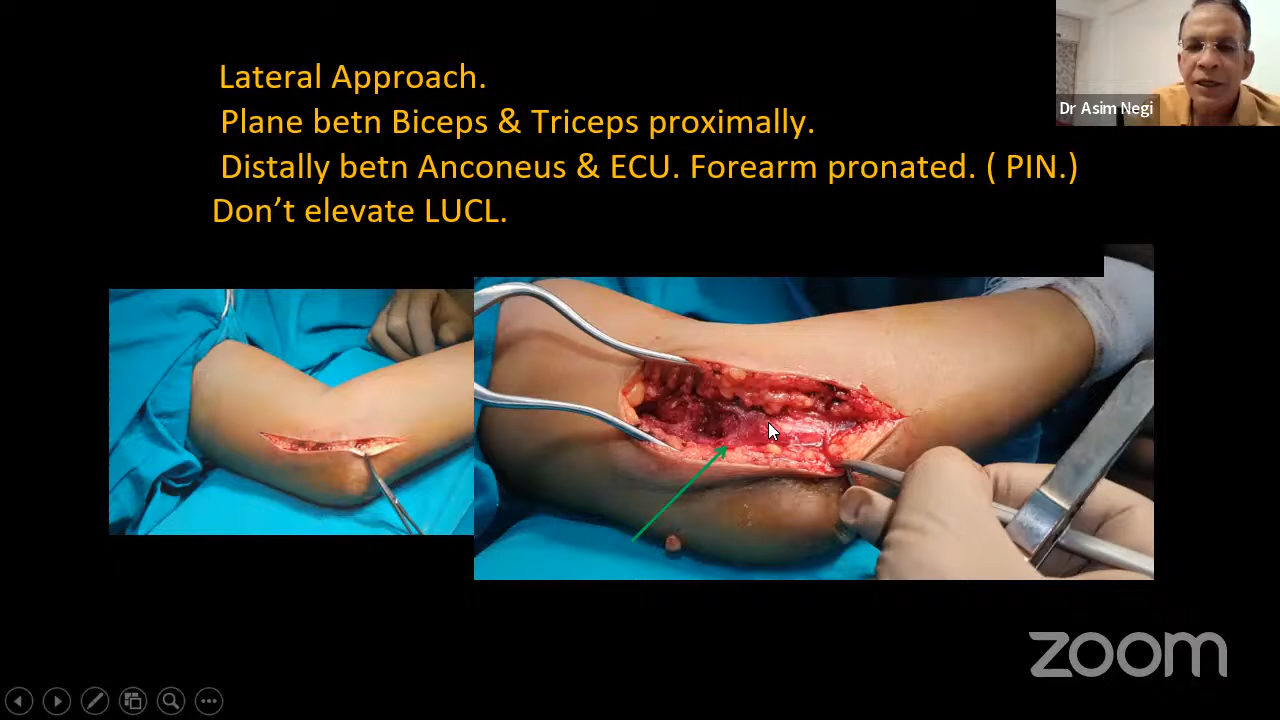 Lateral Approach.
Plane betn Biceps & Triceps proximally.
Distally betn Anconeus & ECU. Forearm pronated. ( PIN.)
Don’t elevate LUCL.
Dr Asim Negi
zoom